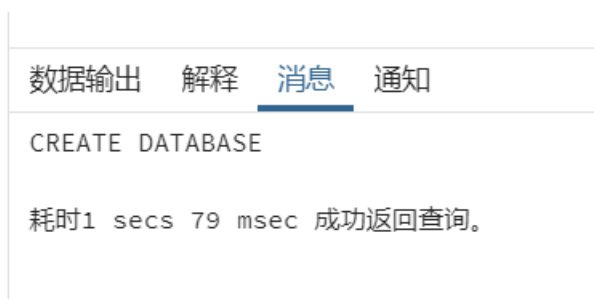 数据输出 解释 消息 通知
CREATE DATABASE
耗时1 secs 79 msec 成功返回查询。